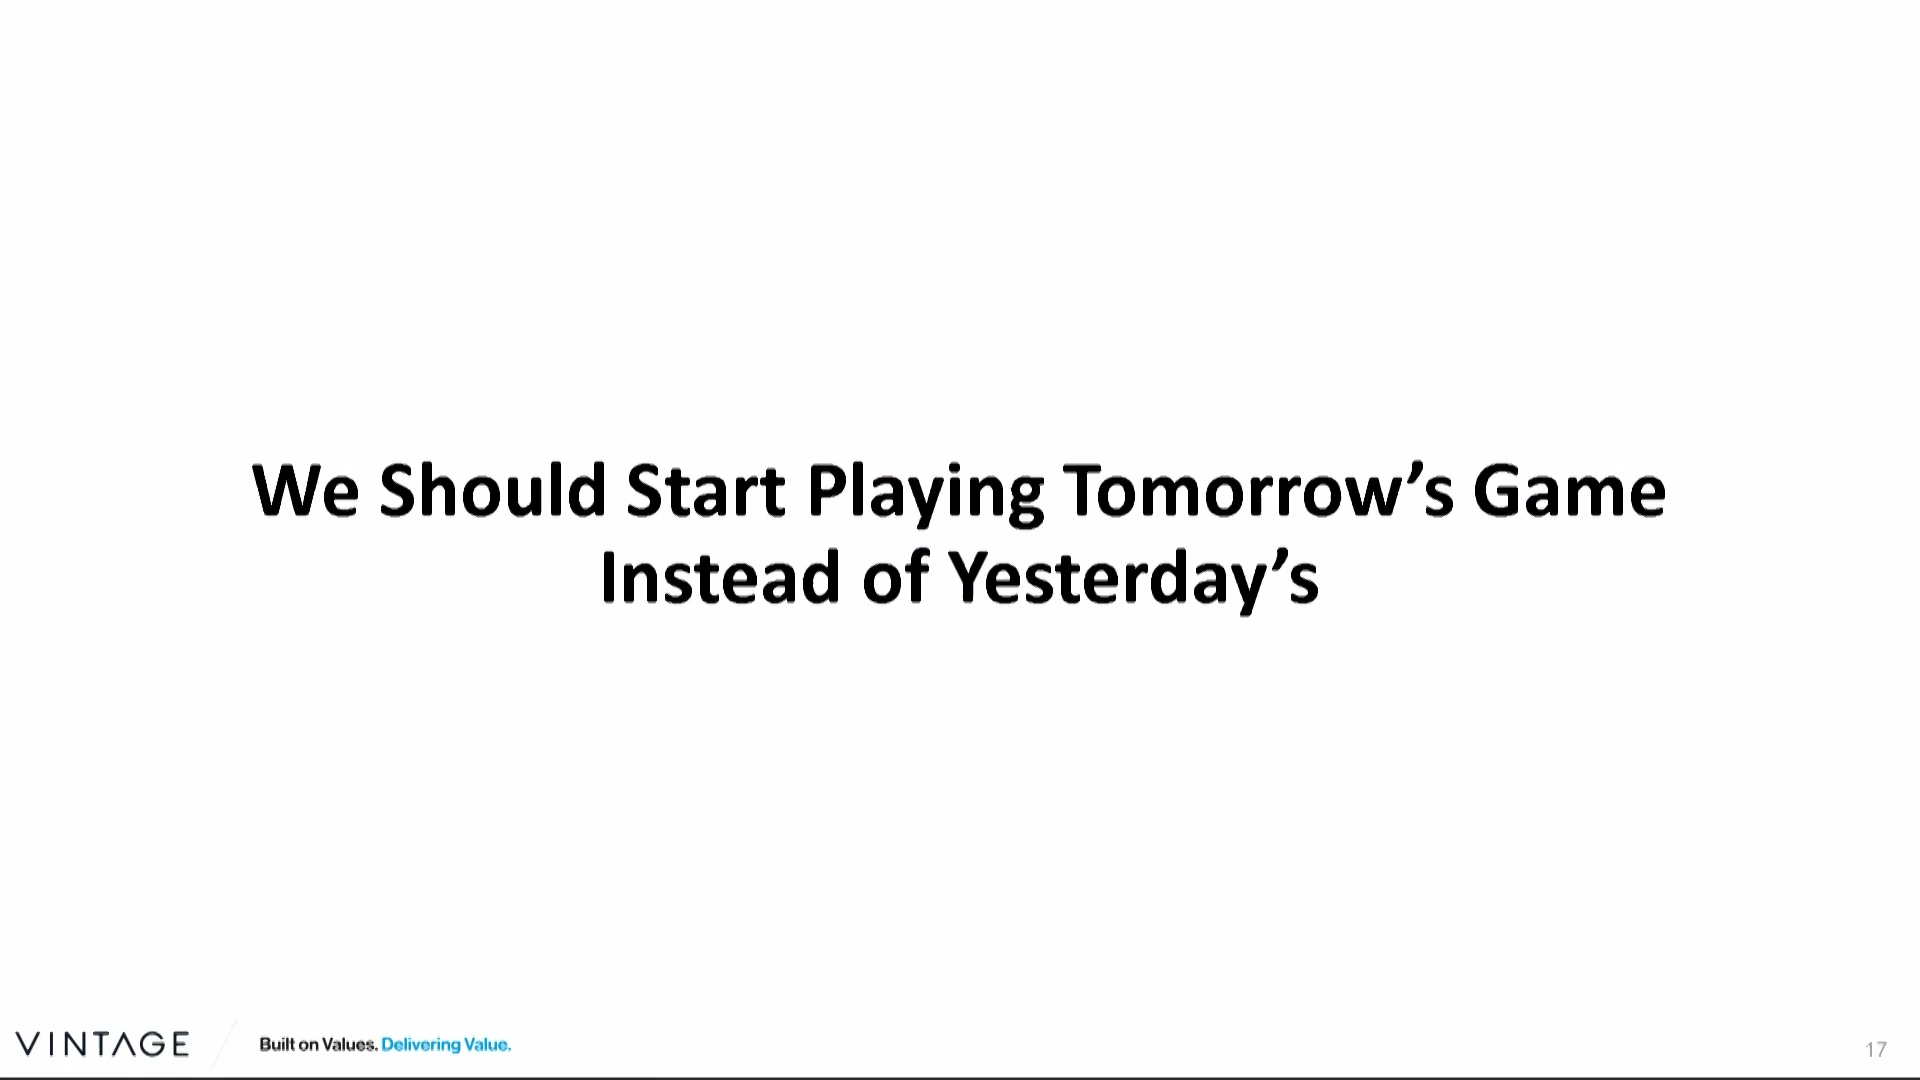 We Should Start Playing Tomorrow’s Game
Instead of Yesterday’s
VINTAGE
Built on Values. Delivering Value.
17